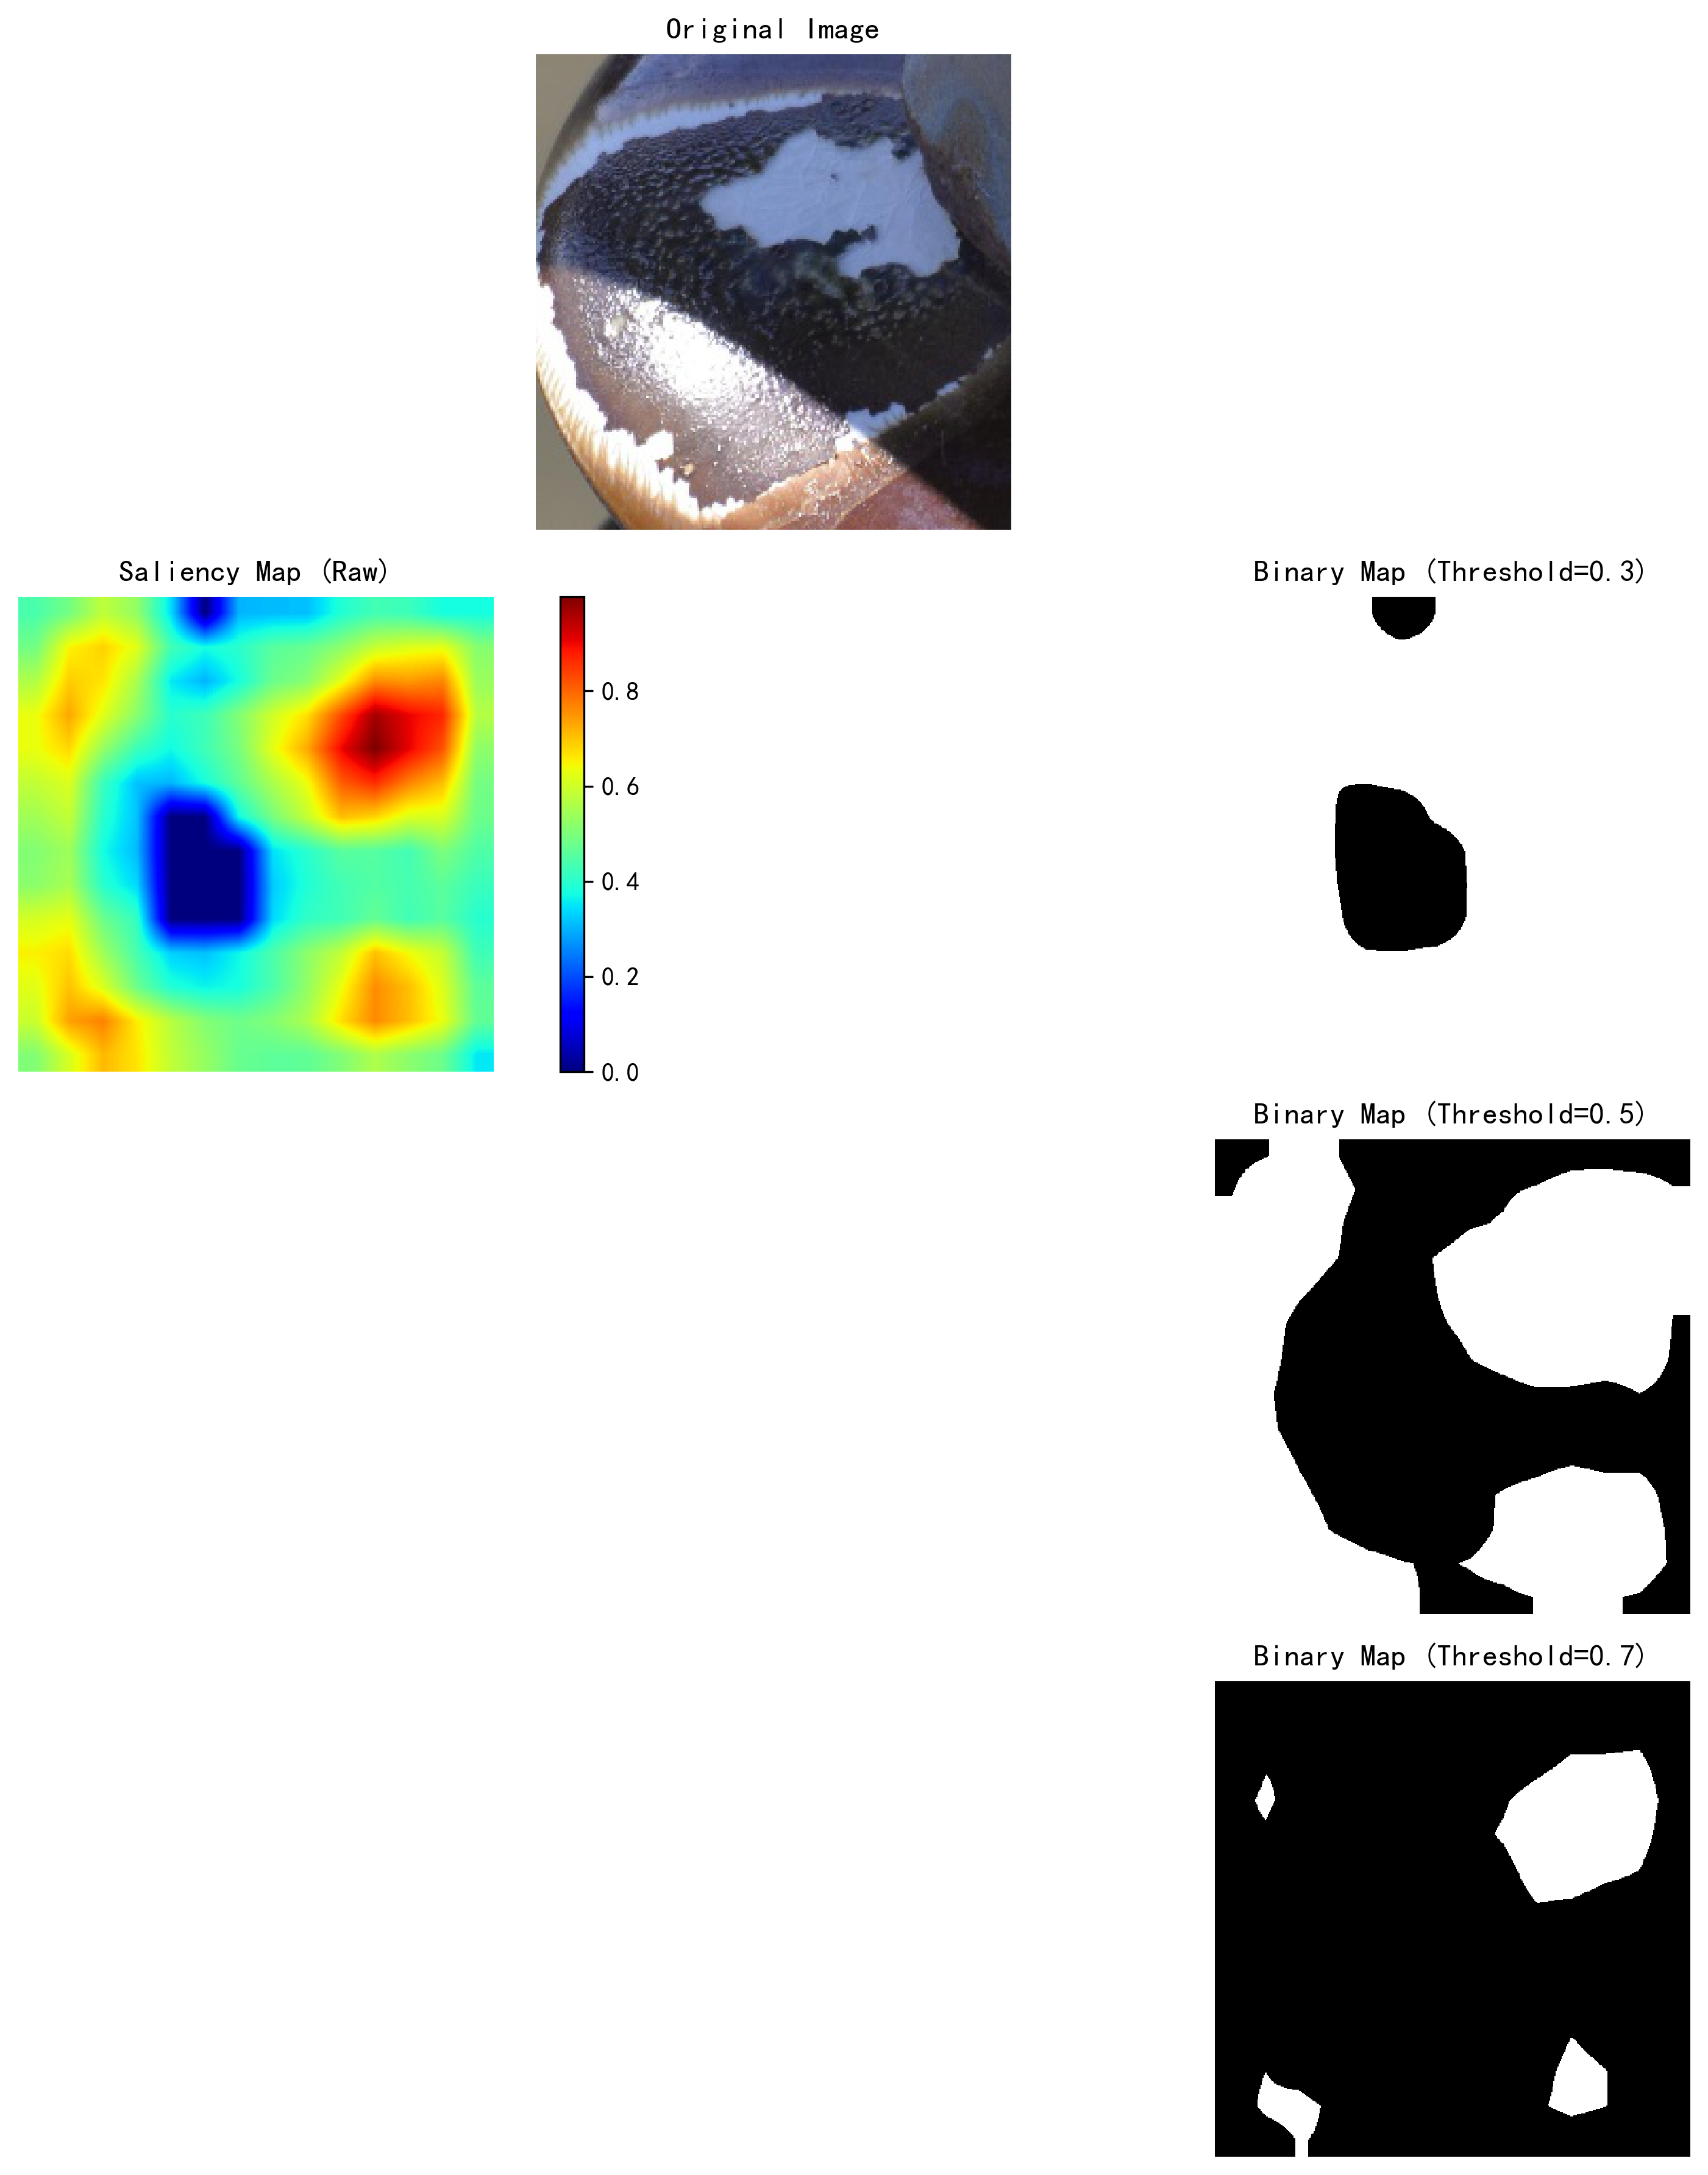 Original Image
Saliency Map (Raw)
Binary Map (Threshold=0.3)
0.8
0.6
0.4
0.2
0.0
Binary Map (Threshold=0.5)
Binary Map (Threshold=0.7)